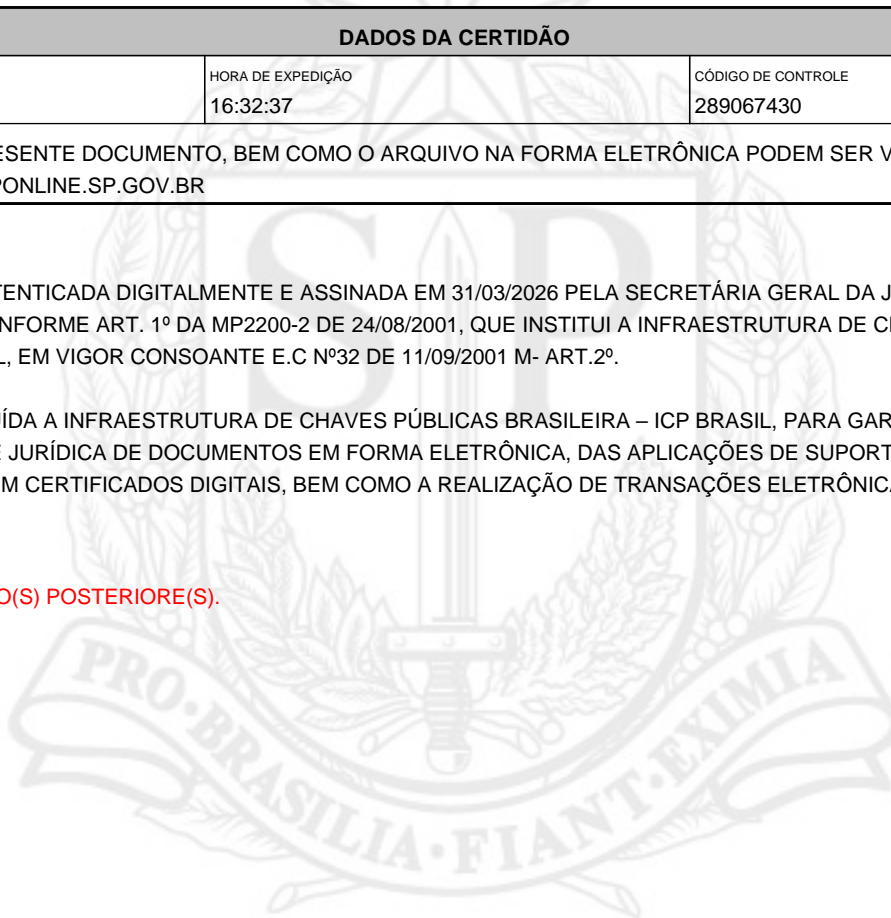 DADOS DA CERTIDÃO
HORA DE EXPEDIÇÃO
CÓDIGO DE CONTROLE
16:32:37
289067430
ESENTE DOCUMENTO, BEM COMO O ARQUIVO NA FORMA ELETRÔNICA PODEM SER V
PONLINE.SP.GOV.BR
TENTICADA DIGITALMENTE E ASSINADA EM 31/03/2026 PELA SECRETÁRIA GERAL DA J
NFORME ART. 1º DA MP2200-2 DE 24/08/2001, QUE INSTITUI A INFRAESTRUTURA DE C
L, EM VIGOR CONSOANTE E.C Nº32 DE 11/09/2001 M- ART.2º.
UÍDA A INFRAESTRUTURA DE CHAVES PÚBLICAS BRASILEIRA – ICP BRASIL, PARA GAR
E JURÍDICA DE DOCUMENTOS EM FORMA ELETRÔNICA, DAS APLICAÇÕES DE SUPORT
M CERTIFICADOS DIGITAIS, BEM COMO A REALIZAÇÃO DE TRANSAÇÕES ELETRÔNICA
O(S) POSTERIORE(S).
SP
PRO·BRASILIA·FIANT·EXIMIA